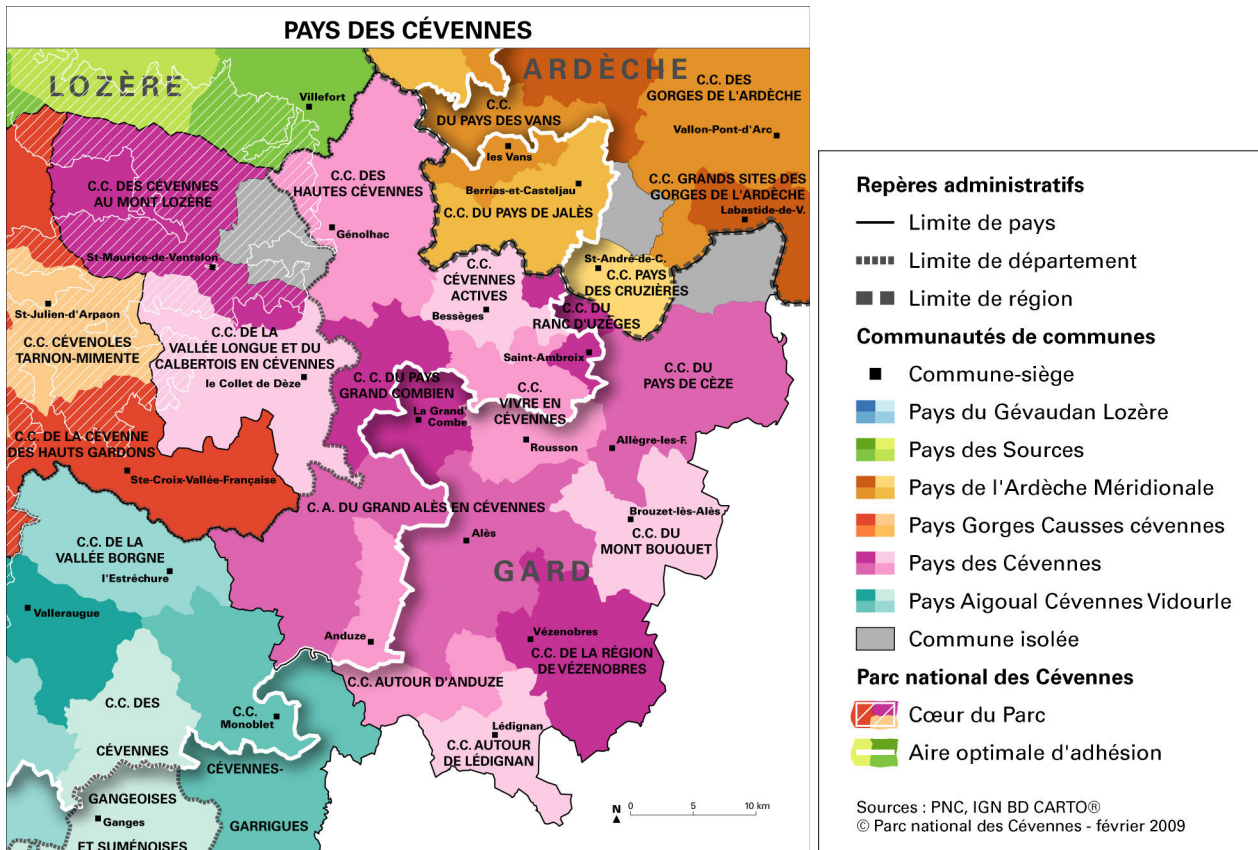 PAYS DES CÉVENNES
LOZÈRE
ARDÈCHE
Villefort
C.C.
DU PAYS DES VANS
C.C. DES
GORGES DE L'ARDÈCHE
Vallon-Pont-d'Arc
les Vans
C.C. DES CÉVENNES
AU MONT LOZÈRE
C.C. DES
HAUTES CÉVENNES
Berrias-et-Casteljau
C.C. DU PAYS DE JALÈS
C.C. GRANDS SITES DES
GORGES DE L'ARDÈCHE
Labastide-de-V.
Génolhac
St-Maurice-de-Ventalon
C.C.
CÉVENNES
ACTIVES
Bessèges
St-André-de-C.
C.C. PAYS
DES CRUZIÈRES
St-Julien-d'Arpaon
C.C. CÉVENOLES
TARNON-MIMENTE
C.C. DE LA
VALLÉE LONGUE ET DU
CALBERTOIS EN CÉVENNES
le Collet de Dèze
C.C. DU
RANC D'UZÈGES
Saint-Ambroix
C. C. DU PAYS
GRAND COMBIEN
La Grand'
Combe
C.C.
VIVRE EN
CÉVENNES
Rousson
C.C. DU
PAYS DE CÈZE
Allègre-les-F.
C.C. DE LA CÉVENNE
DES HAUTS GARDONS
Ste-Croix-Vallée-Française
C. A. DU GRAND ALÈS EN CÉVENNES
Alès
Brouzet-lès-Alès
C.C. DU
MONT BOUQUET
C.C. DE LA
VALLÉE BORGNE
l'Estréchure
GARD
Valleraugue
Anduze
Vézenobres
C.C. DE LA RÉGION
DE VÉZENOBRES
C.C. AUTOUR D'ANDUZE
C.C. DES
CÉVENNES
GANGEOISES
Ganges
ET SUMÉNOISES
C.C.
Monoblet
CÉVENNES-
GARRIGUES
Lédignan
C.C. AUTOUR
DE LÉDIGNAN
N
0 5 10 km
Repères administratifs
Limite de pays
Limite de département
Limite de région
Communautés de communes
Commune-siège
Pays du Gévaudan Lozère
Pays des Sources
Pays de l'Ardèche Méridionale
Pays Gorges Causses cévennes
Pays des Cévennes
Pays Aigoual Cévennes Vidourle
Commune isolée
Parc national des Cévennes
Cœur du Parc
Aire optimale d'adhésion
Sources : PNC, IGN BD CARTO®
© Parc national des Cévennes - février 2009